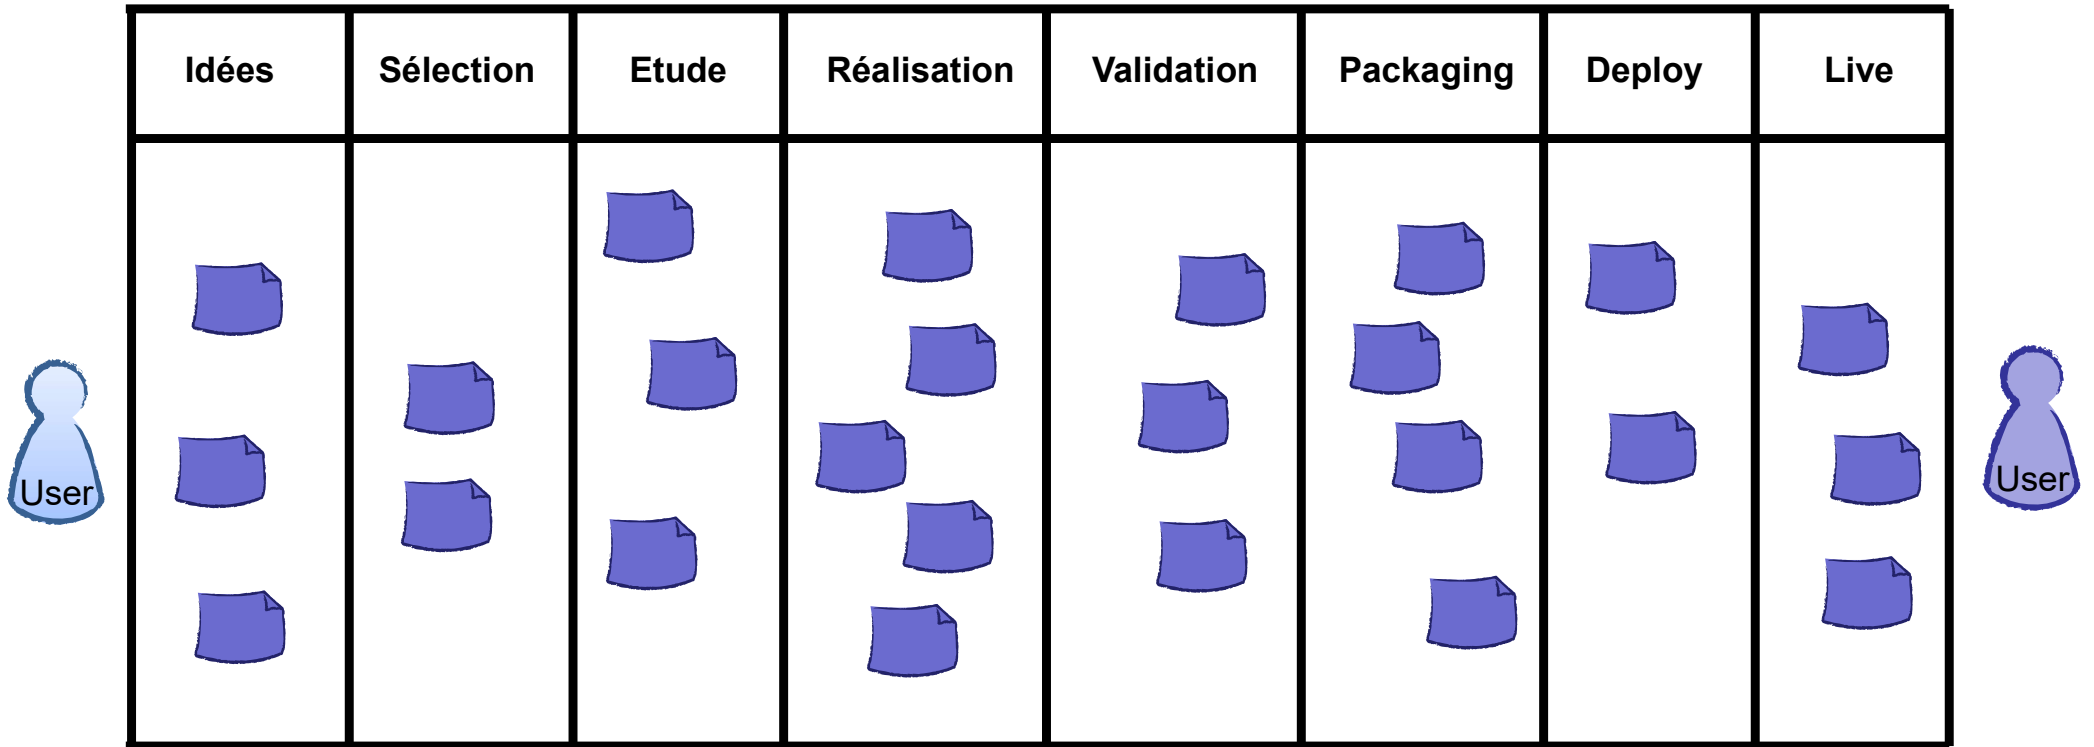 Idées
Sélection
Etude
Réalisation
Validation
Packaging
Deploy
Live
User
User